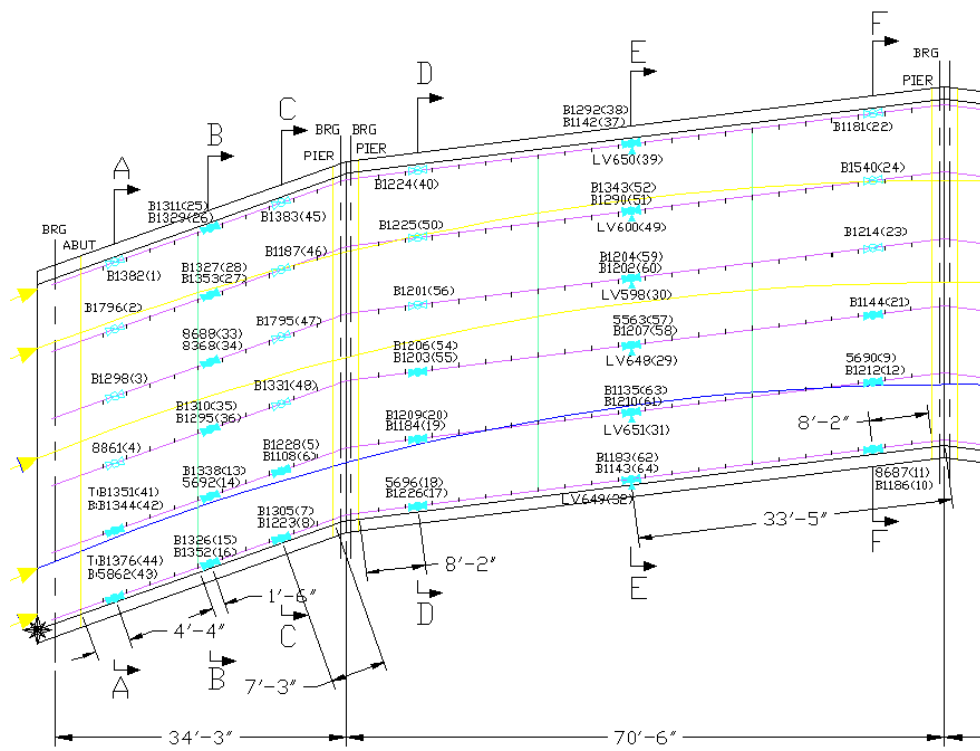 F
BRG
E
PIER
D
B1292(38)
B1142(37)
C
B1181(22)
BRG BRG
B
PIER PIER
LV650(39)
A
B1224(40)
B1343(52)
B1290(51)
B1540(24)
B1311(25)
B1329(26)
B1383(45)
LV600(49)
BRG
ABUT
B1225(50)
B1214(23)
B1382(1)
B1327(28)
B1353(27)
B1187(46)
B1204(59)
B1202(60)
LV598(30)
B1796(2)
B1201(56)
B1144(21)
8688(33)
8368(34)
B1795(47)
5563(57)
B1207(58)
B1206(54)
B1203(55)
LV648(29)
5690(9)
B1212(12)
B1298(3)
B1331(48)
B1310(35)
B1295(36)
B1135(63)
B1210(61)
8'-2"
B1209(20)
B1184(19)
LV651(31)
8861(4)
B1228(5)
B1108(6)
B1338(13)
5692(14)
B1183(62)
B1143(64)
8687(11)
B1186(10)
B1351(41)
B1344(42)
5696(18)
B1226(17)
LV649(32)
B1305(7)
B1223(8)
33'-5"
F
B1326(15)
B1352(16)
B1376(44)
5862(43)
8'-2"
E
1'-6"
D
4'-4"
C
B
A
7'-3"
34'-3"
70'-6"